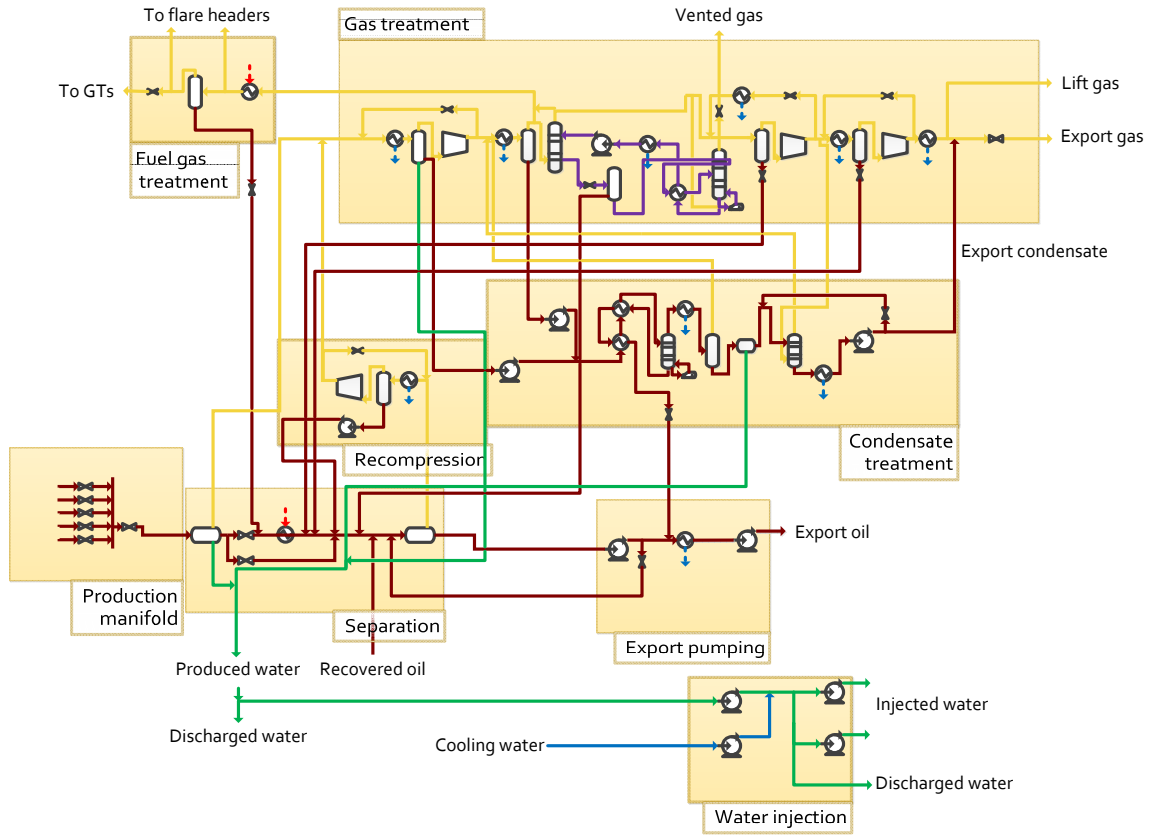 To flare headers
Vented gas
Gas treatment
To GTs
Lift gas
Export gas
Fuel gas
treatment
Export condensate
Condensate
treatment
Recompression
Export oil
Production
manifold
Separation
Export pumping
Produced water
Recovered oil
Injected water
Discharged water
Cooling water
Discharged water
Water injection